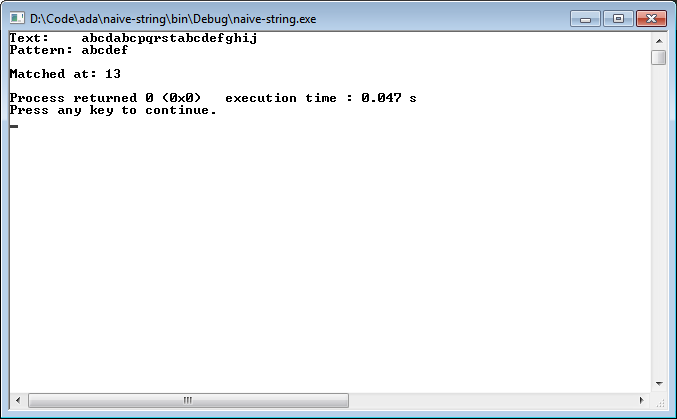 D:\Code\ada\naive-string\bin\Debug\naive-string.exe
Text:    abcdabcpqrstabcdefghij
Pattern: abcdef
Matched at: 13
Process returned 0 (0x0)   execution time : 0.047 s
Press any key to continue.